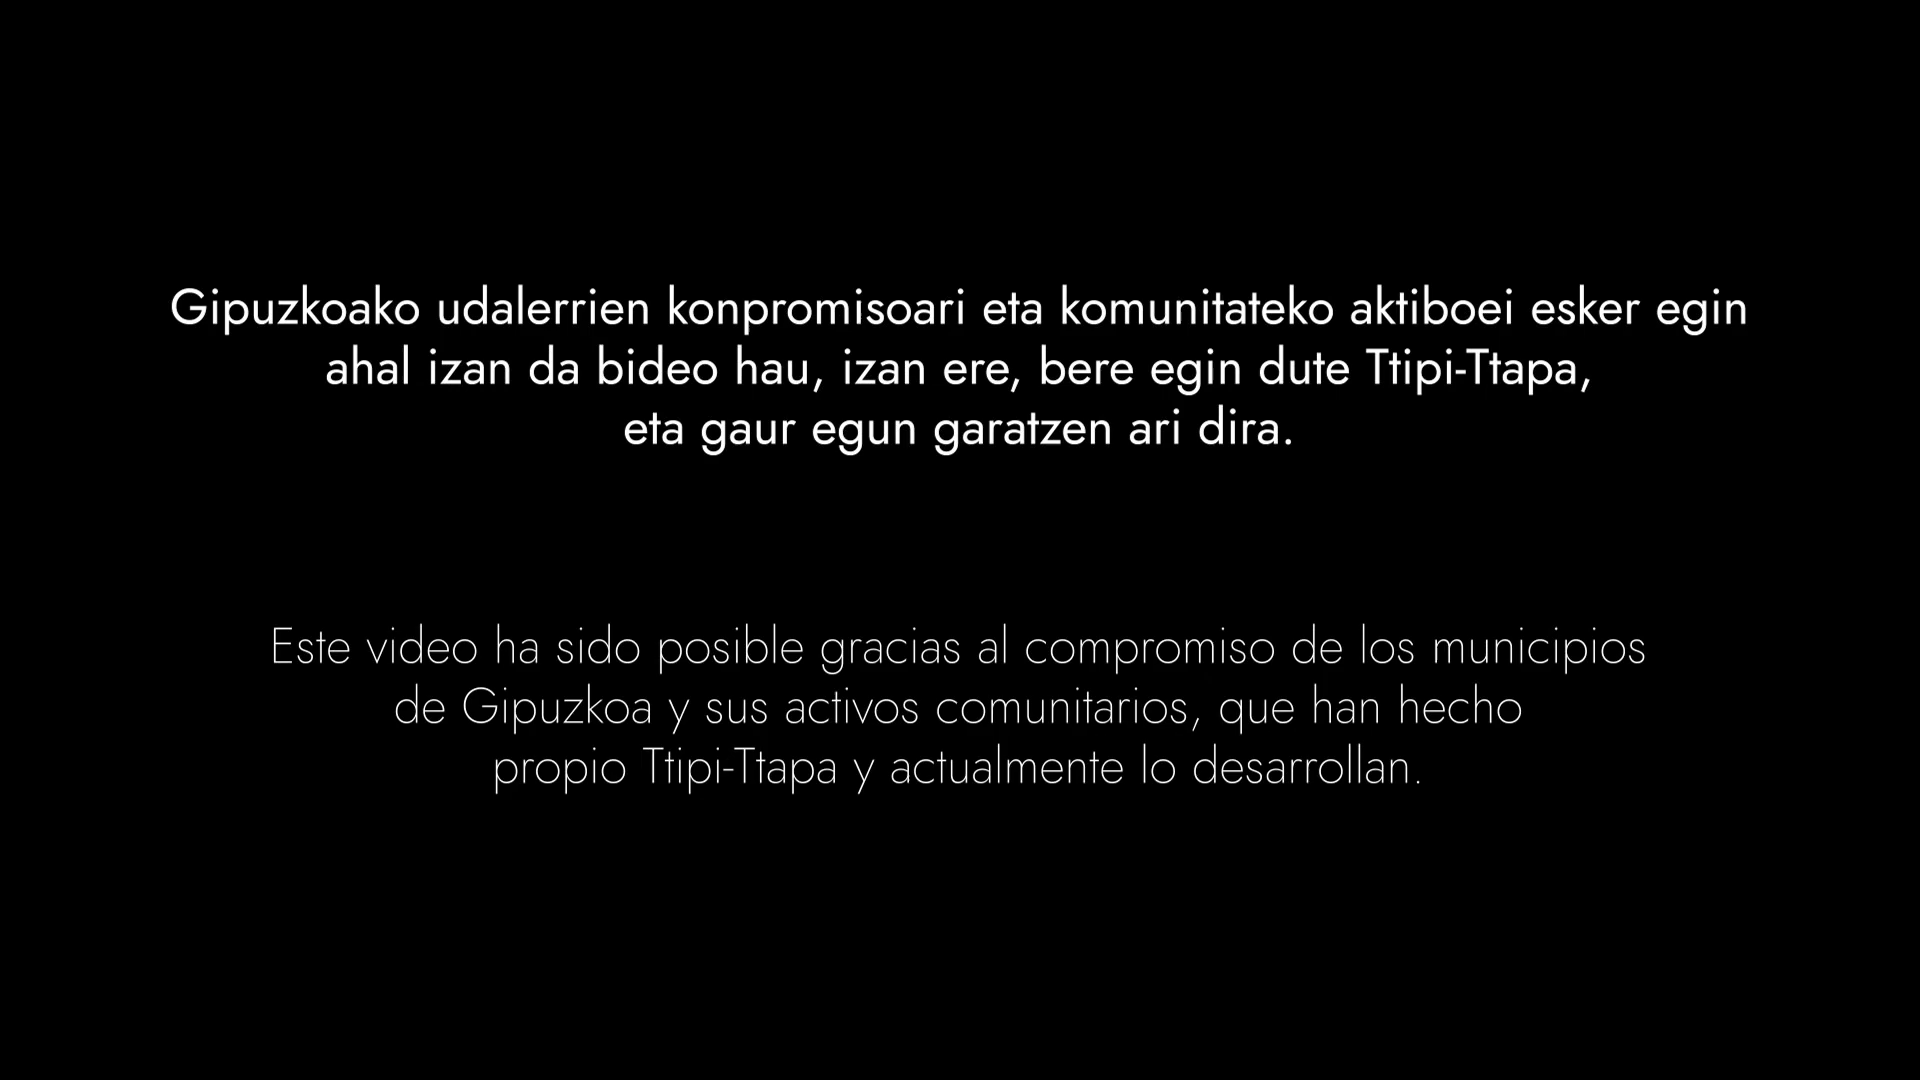 Gipuzkoako udalerrien konpromisoari eta komunitateko aktiboei esker egin
ahal izan da bideo hau, izan ere, bere egin dute Ttipi-Ttapa,
eta gaur egun garatzen ari dira.
Este video ha sido posible gracias al compromiso de los municipios
de Gipuzkoa y sus activos comunitarios, que han hecho
propio Ttipi-Ttapa y actualmente lo desarrollan.